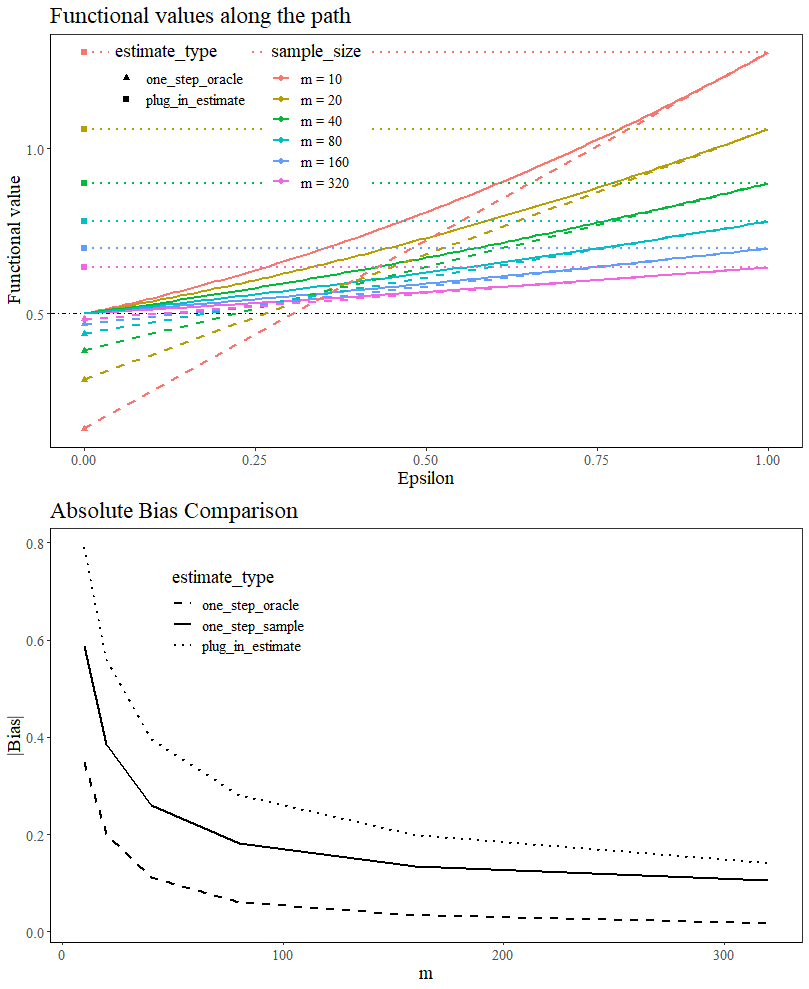 Functional values along the path
estimate_type
one_step_oracle
plug_in_estimate
sample_size
m = 10
m = 20
m = 40
m = 80
m = 160
m = 320
Functional value
1.0
0.5
0.00
0.25
0.50
0.75
1.00
Epsilon
Absolute Bias Comparison
estimate_type
one_step_oracle
one_step_sample
plug_in_estimate
|Bias|
0.8
0.6
0.4
0.2
0.0
0
100
200
300
m